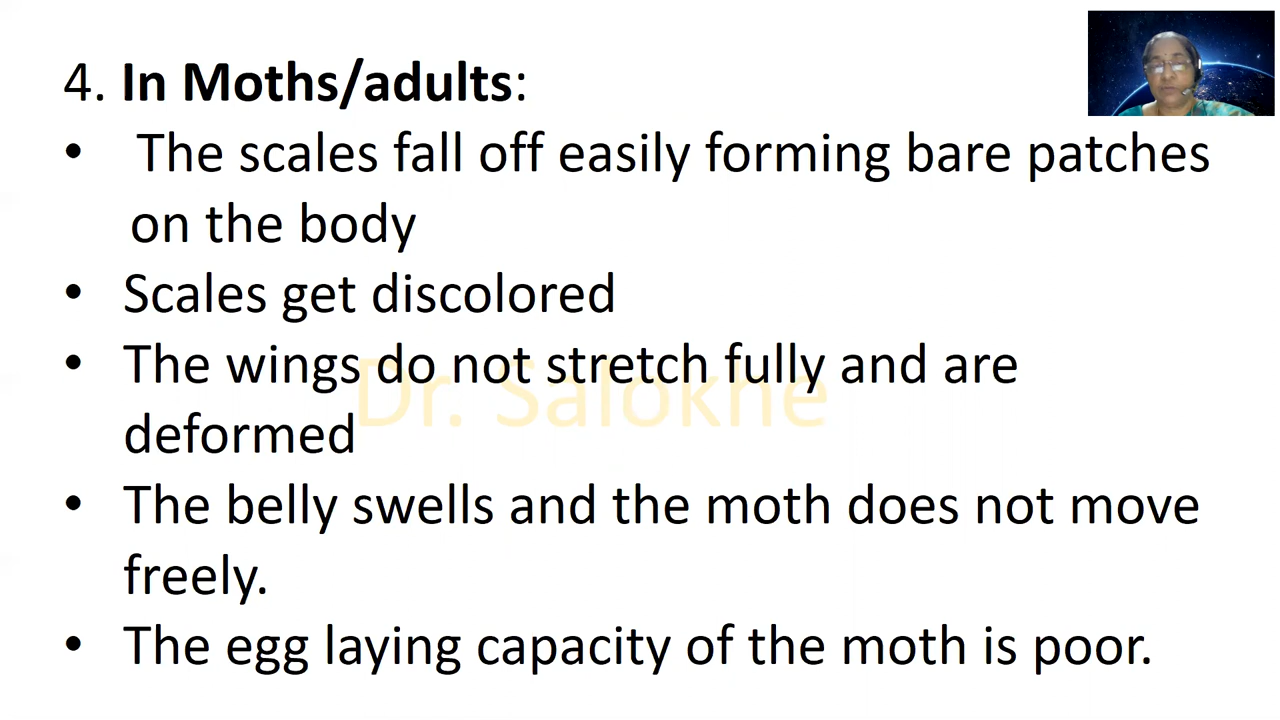 4. In Moths/adults:
• The scales fall off easily forming bare patches
on the body
• Scales get discolored
• The wings do not stretch fully and are
Dr. Salokhe
deformed
• The belly swells and the moth does not move
freely.
• The egg laying capacity of the moth is poor.